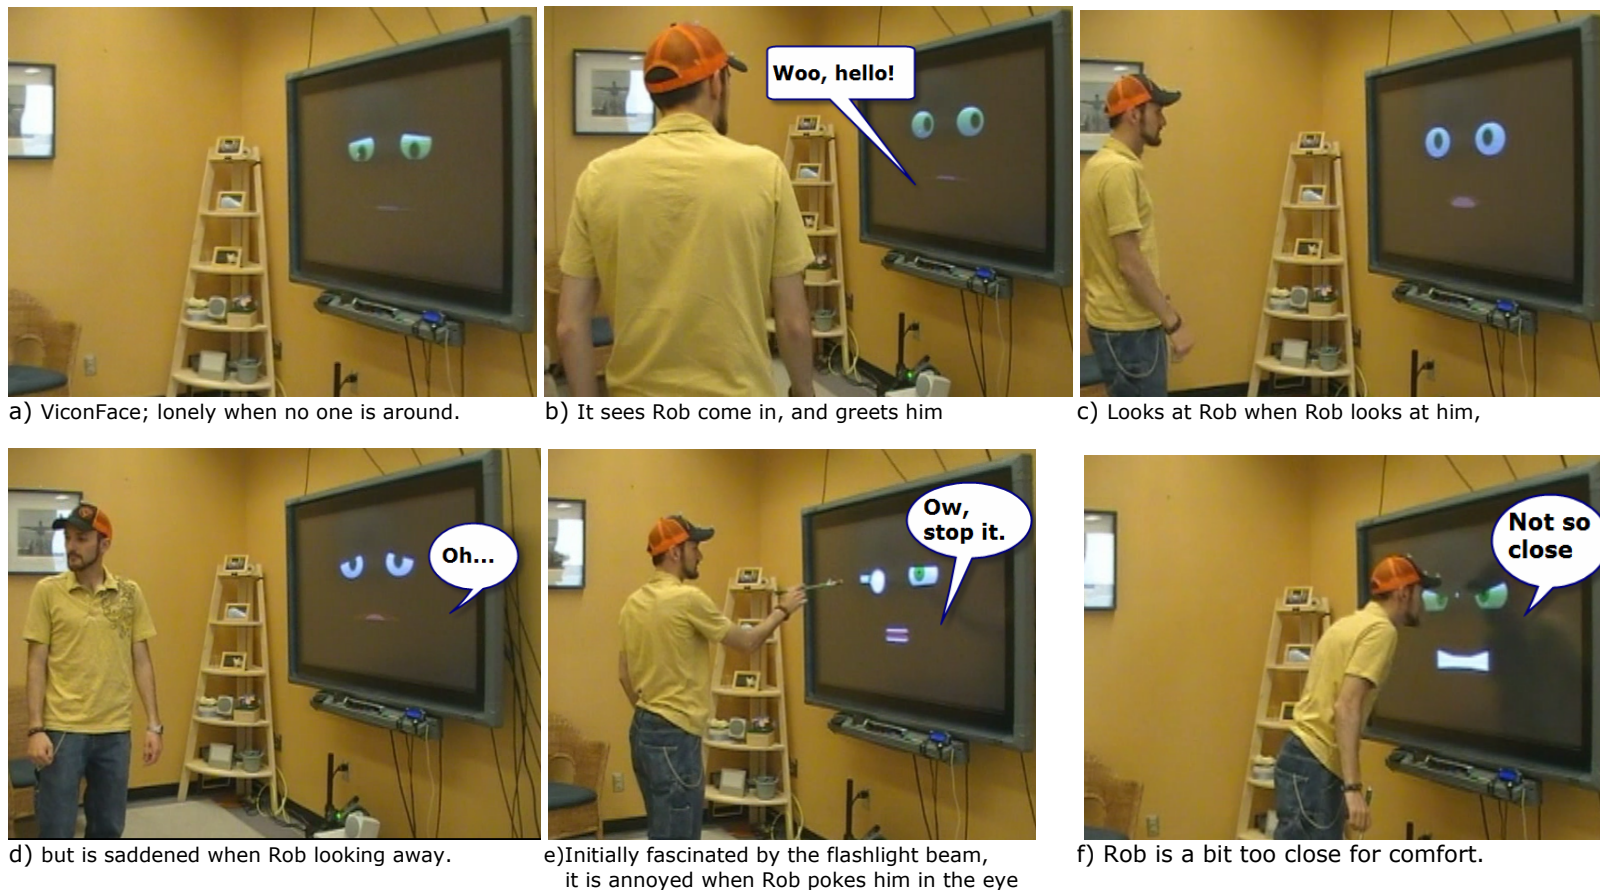 Woo, hello!
a) ViconFace; lonely when no one is around.
b) It sees Rob come in, and greets him
c) Looks at Rob when Rob looks at him,
Oh...
Ow,
stop it.
Not so
close
d) but is saddened when Rob looking away.
e)Initially fascinated by the flashlight beam,
it is annoyed when Rob pokes him in the eye
f) Rob is a bit too close for comfort.